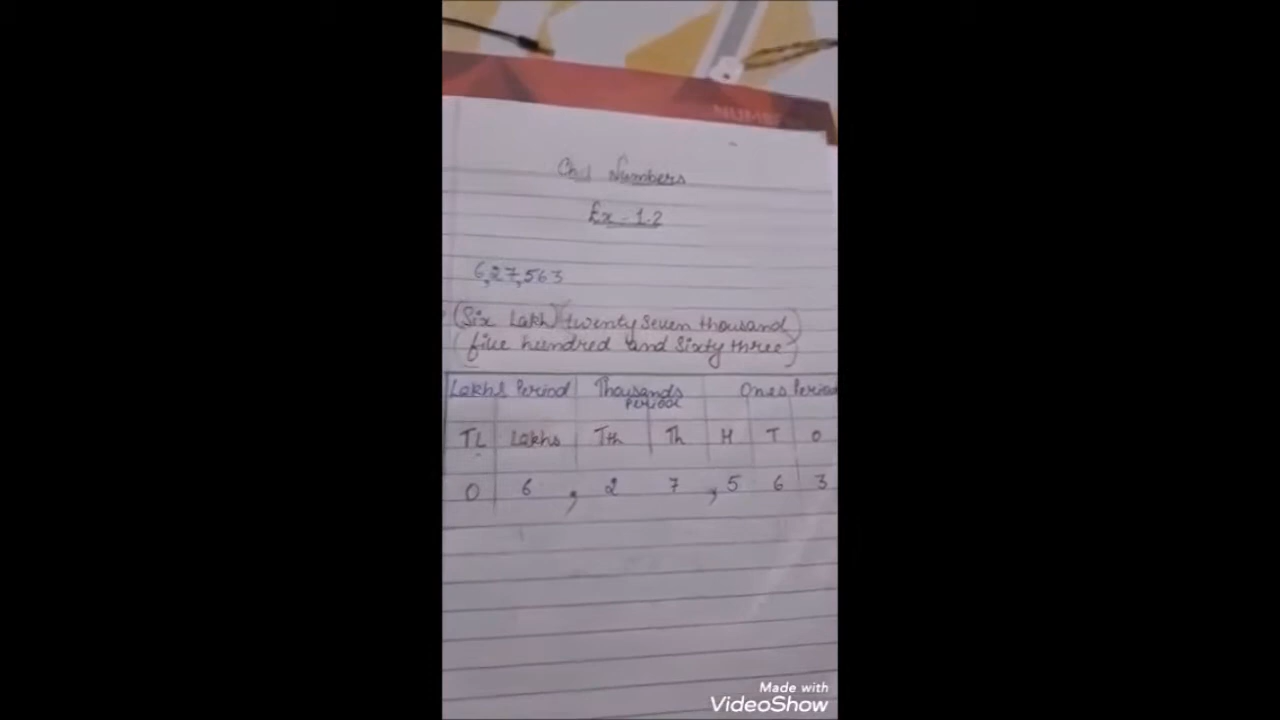 Ch 1 Numbers
Ex - 1.2
6,27,563
(Six Lakh) (twenty seven thousand)
(five hundred and sixty three)
Lakhs Period Thousands Period Ones Period
TL Lakhs Tth Th H T O
0 6 , 2 7 , 5 6 3
Made with
VideoShow